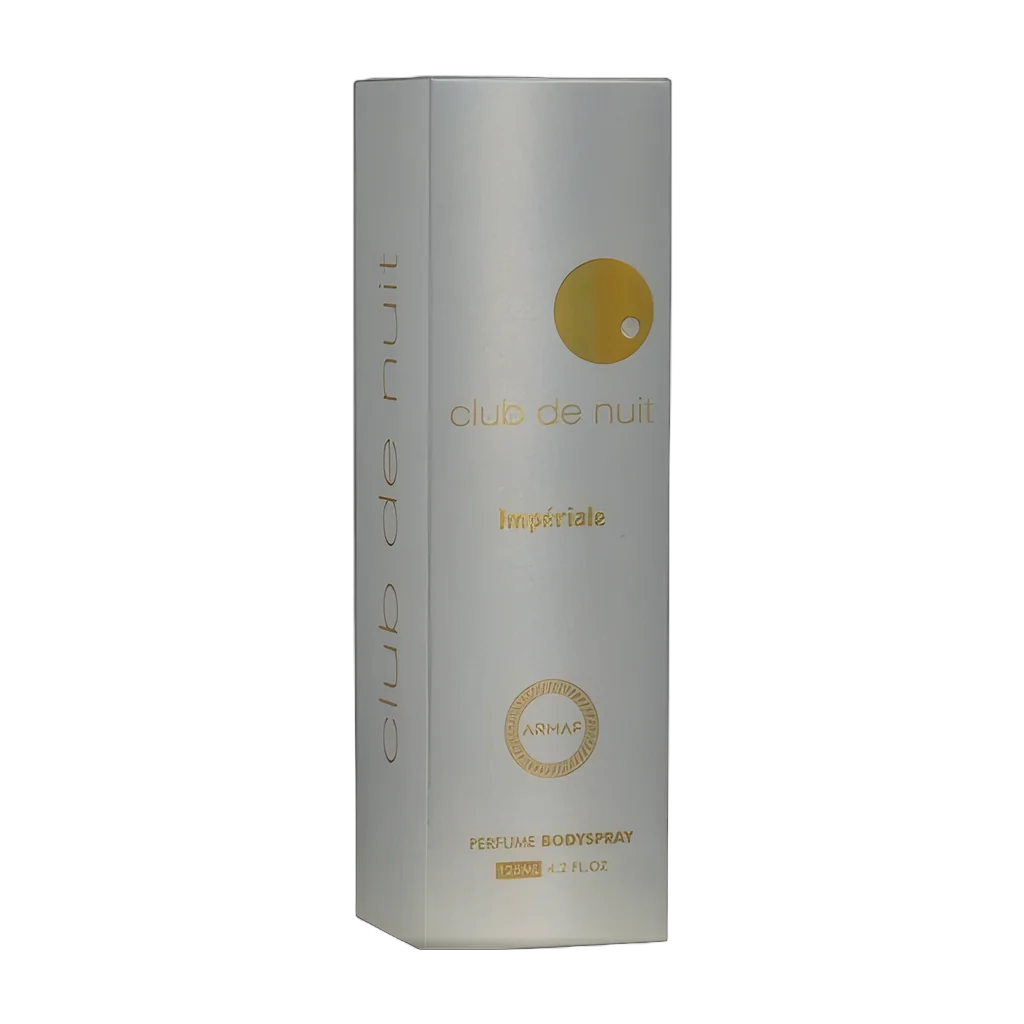 club de nuit
club de nuit
Impériale
ARMAF
PERFUME BODYSPRAY
4.2 FL.OZ